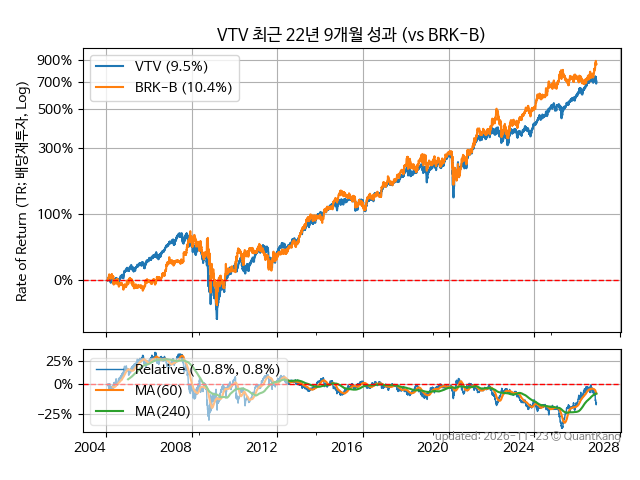 VTV 최근 22년 9개월 성과 (vs BRK-B)
Rate of Return (TR: 배당재투자, Log)
900%
700%
500%
300%
100%
0%
VTV (9.5%)
BRK-B (10.4%)
25%
0%
−25%
Relative (−0.8%, 0.8%)
MA(60)
MA(240)
2004 2008 2012 2016 2020 2024 2028
updated: 2026-11-23 © QuantKang